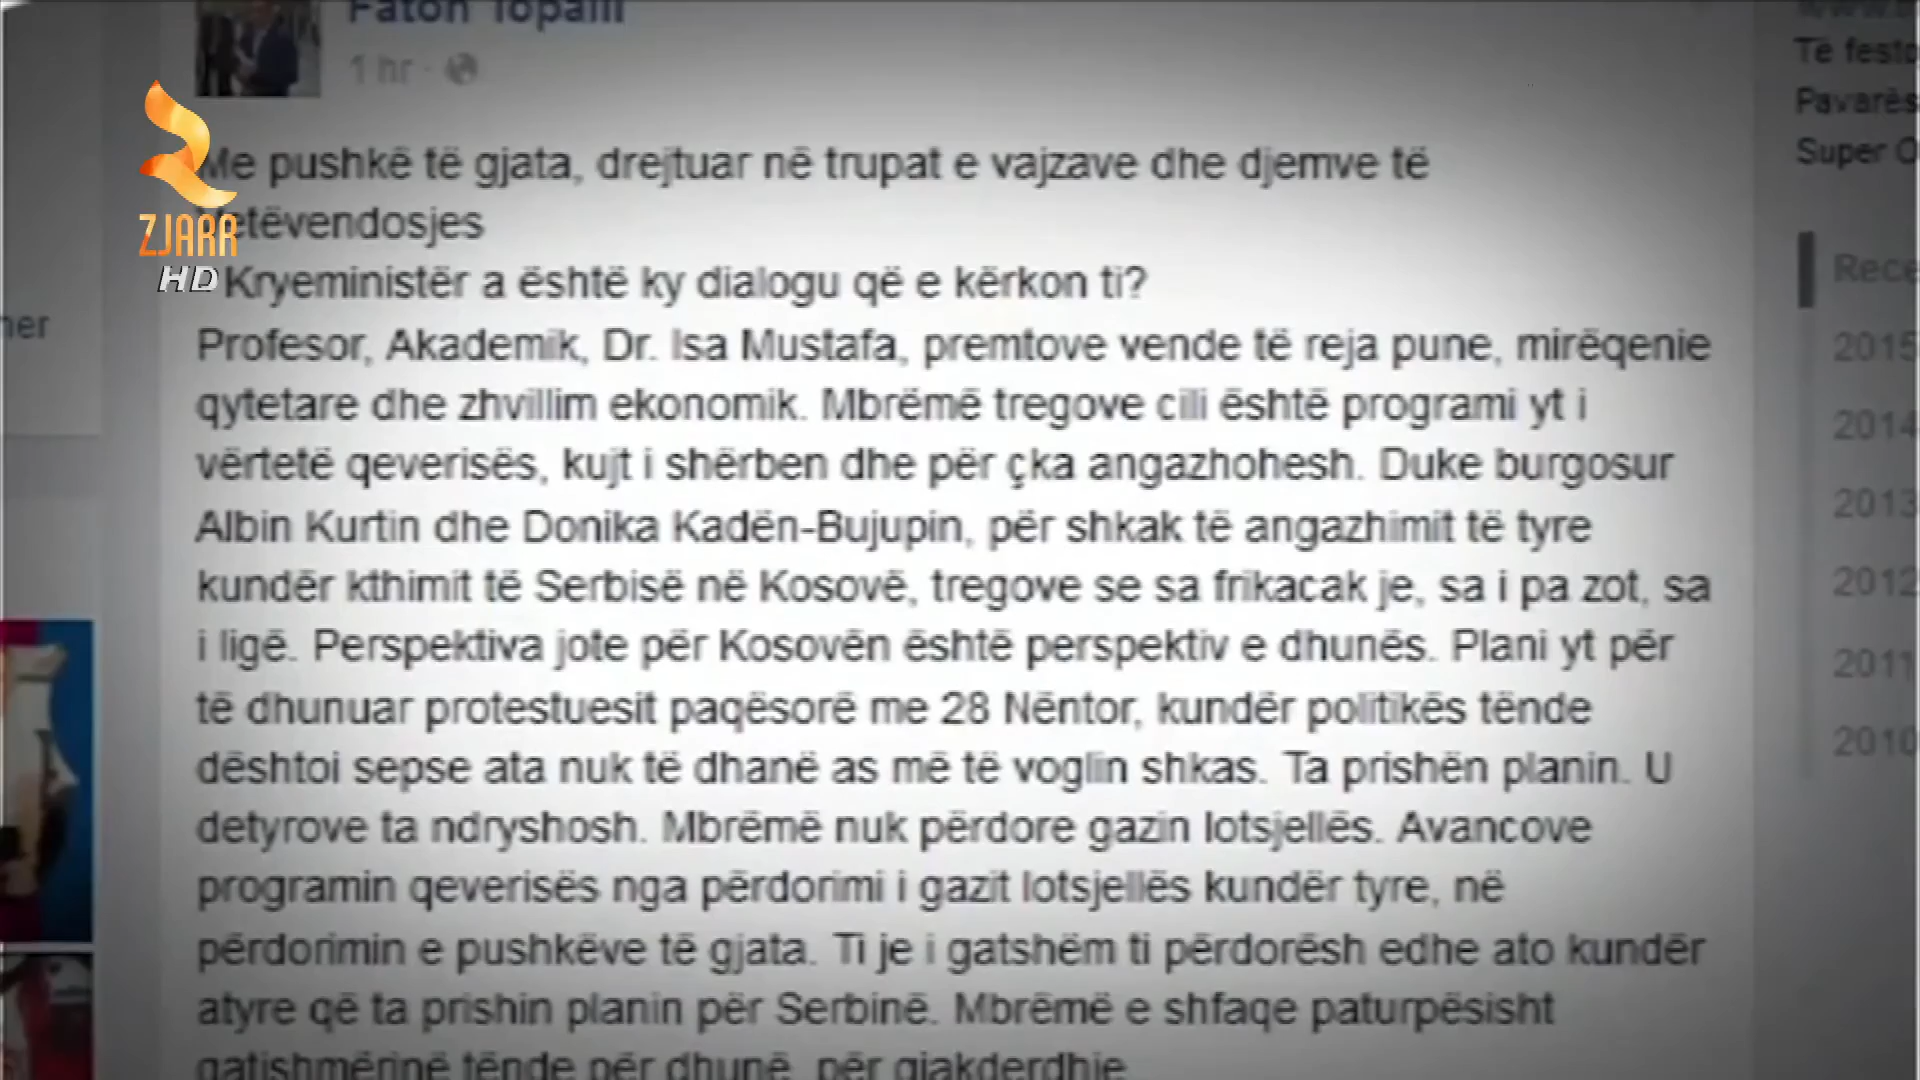 Faton Topalli
1 hr
Me pushkë të gjata, drejtuar në trupat e vajzave dhe djemve të
Vetëvendosjes
Kryeministër a është ky dialogu që e kërkon ti?
Profesor, Akademik, Dr. Isa Mustafa, premtove vende të reja pune, mirëqenie
qytetare dhe zhvillim ekonomik. Mbrëmë tregove cili është programi yt i
vërtetë qeverisës, kujt i shërben dhe për çka angazhohesh. Duke burgosur
Albin Kurtin dhe Donika Kadën-Bujupin, për shkak të angazhimit të tyre
kundër kthimit të Serbisë në Kosovë, tregove se sa frikacak je, sa i pa zot, sa
i ligë. Perspektiva jote për Kosovën është perspektiv e dhunës. Plani yt për
të dhunuar protestuesit paqësorë me 28 Nëntor, kundër politikës tënde
dështoi sepse ata nuk të dhanë as më të voglin shkas. Ta prishën planin. U
detyrove ta ndryshosh. Mbrëmë nuk përdore gazin lotsjellës. Avancove
programin qeverisës nga përdorimi i gazit lotsjellës kundër tyre, në
përdorimin e pushkëve të gjata. Ti je i gatshëm ti përdorësh edhe ato kundër
atyre që ta prishin planin për Serbinë. Mbrëmë e shfaqe paturpësisht
gatishmërinë tënde për dhunë, për gjakderdhje
ZJARR
HD
Të festo
Pavarës
Super O
Rece
2015
2014
2013
2012
2011
2010
ner